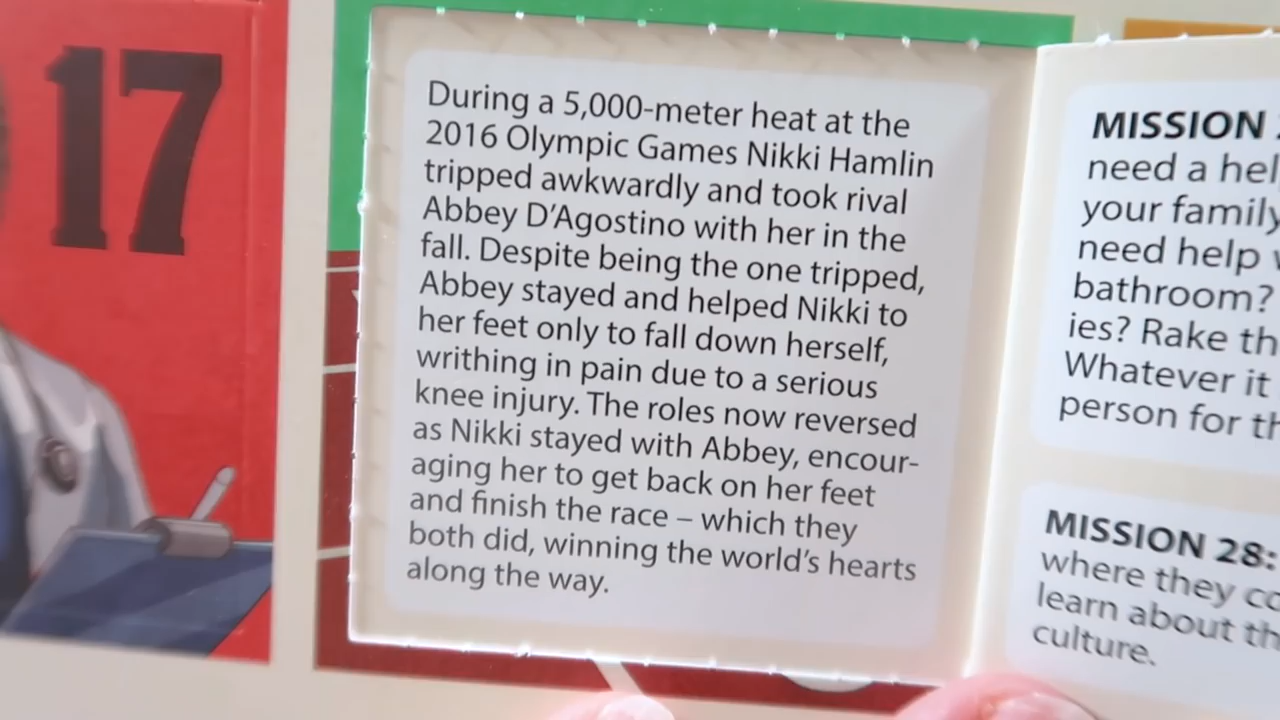 17
During a 5,000-meter heat at the
2016 Olympic Games Nikki Hamlin
tripped awkwardly and took rival
Abbey D'Agostino with her in the
fall. Despite being the one tripped,
Abbey stayed and helped Nikki to
her feet only to fall down herself,
writhing in pain due to a serious
knee injury. The roles now reversed
as Nikki stayed with Abbey, encour-
aging her to get back on her feet
and finish the race – which they
both did, winning the world's hearts
along the way.
MISSION
need a hel
your family
need help
bathroom?
ies? Rake th
Whatever it
person for th
MISSION 28:
where they co
learn about th
culture.